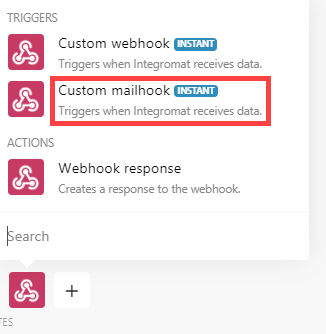 TRIGGERS
Custom webhook INSTANT
Triggers when Integromat receives data.
Custom mailhook INSTANT
Triggers when Integromat receives data.
ACTIONS
Webhook response
Creates a response to the webhook.
Search
+
TES